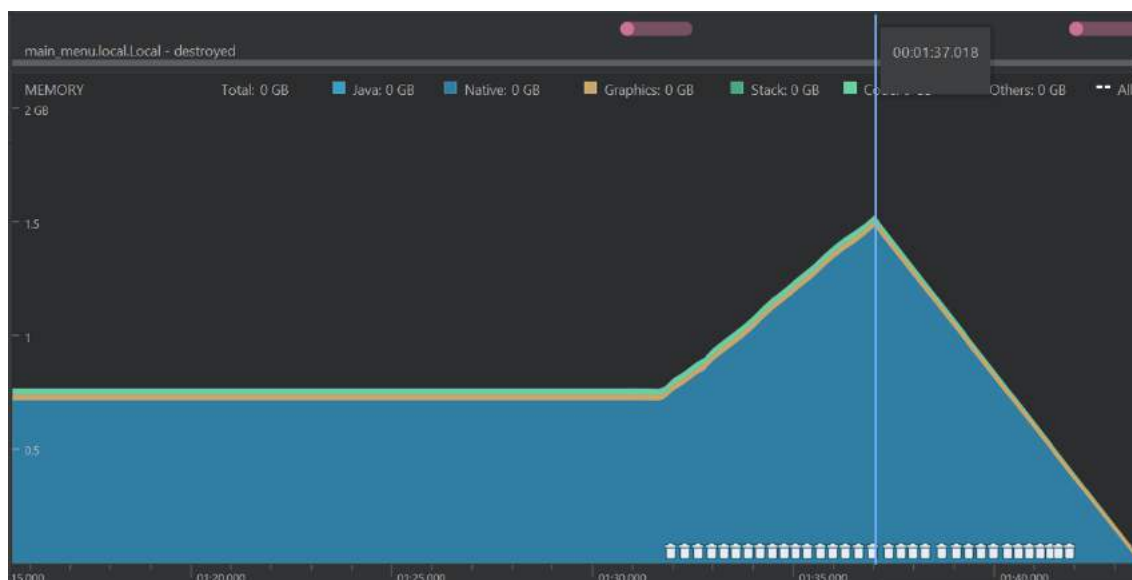 main_menu.local.Local - destroyed
00:01:37.018
MEMORY Total: 0 GB Java: 0 GB Native: 0 GB Graphics: 0 GB Stack: 0 GB Others: 0 GB
2 GB
1.5
1
0.5
15.000 01:20.000 01:25.000 01:30.000 01:35.000 01:40.000